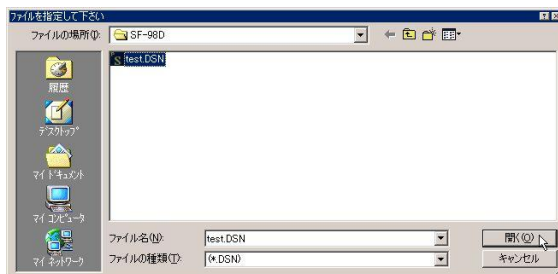 ファイルを指定して下さい
ファイルの場所(I):
SF-98D
test.DSN
履歴
デスクトップ
マイ ドキュメント
マイ コンピュータ
マイ ネットワーク
ファイル名(N):
test.DSN
開く(O)
ファイルの種類(T):
(*.DSN)
キャンセル